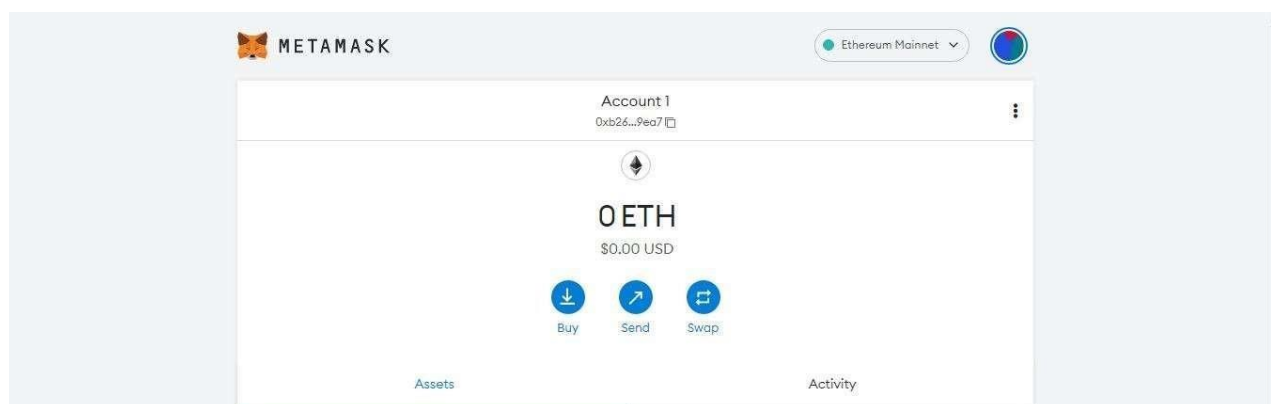 METAMASK
Ethereum Mainnet
Account 1
0xb26...9ea7
0 ETH
$0.00 USD
Buy Send Swap
Assets Activity